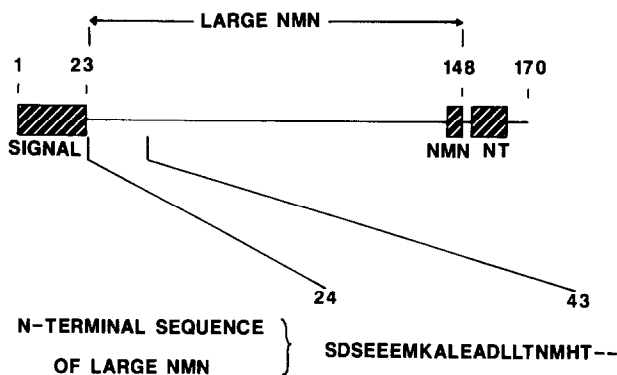 LARGE NMN
1 23 148 170
SIGNAL NMN NT
24 43
N-TERMINAL SEQUENCE
OF LARGE NMN
SDSEEEMKALEADLLTNMHT--